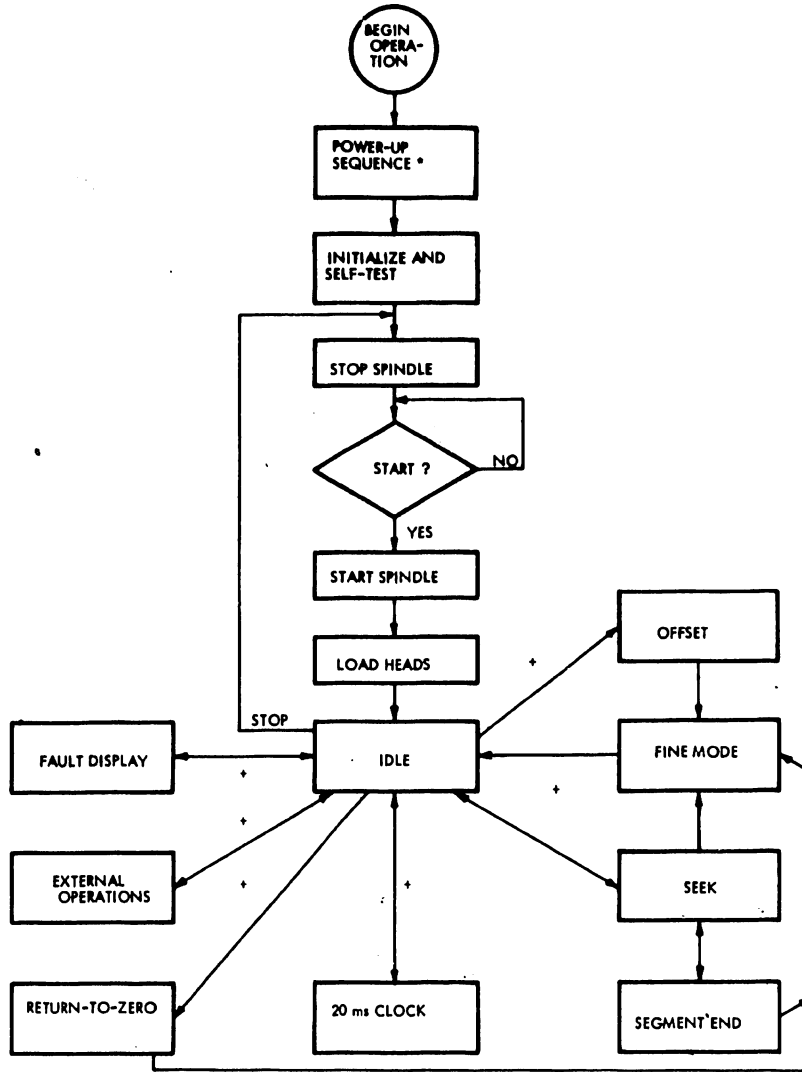 BEGIN
OPERA-
TION
POWER-UP
SEQUENCE *
INITIALIZE AND
SELF-TEST
STOP SPINDLE
START ?
NO
YES
START SPINDLE
OFFSET
+
LOAD HEADS
STOP
IDLE
FAULT DISPLAY
FINE MODE
+
+
+
EXTERNAL
OPERATIONS
+
+
SEEK
RETURN-TO-ZERO
20 ms CLOCK
SEGMENT END